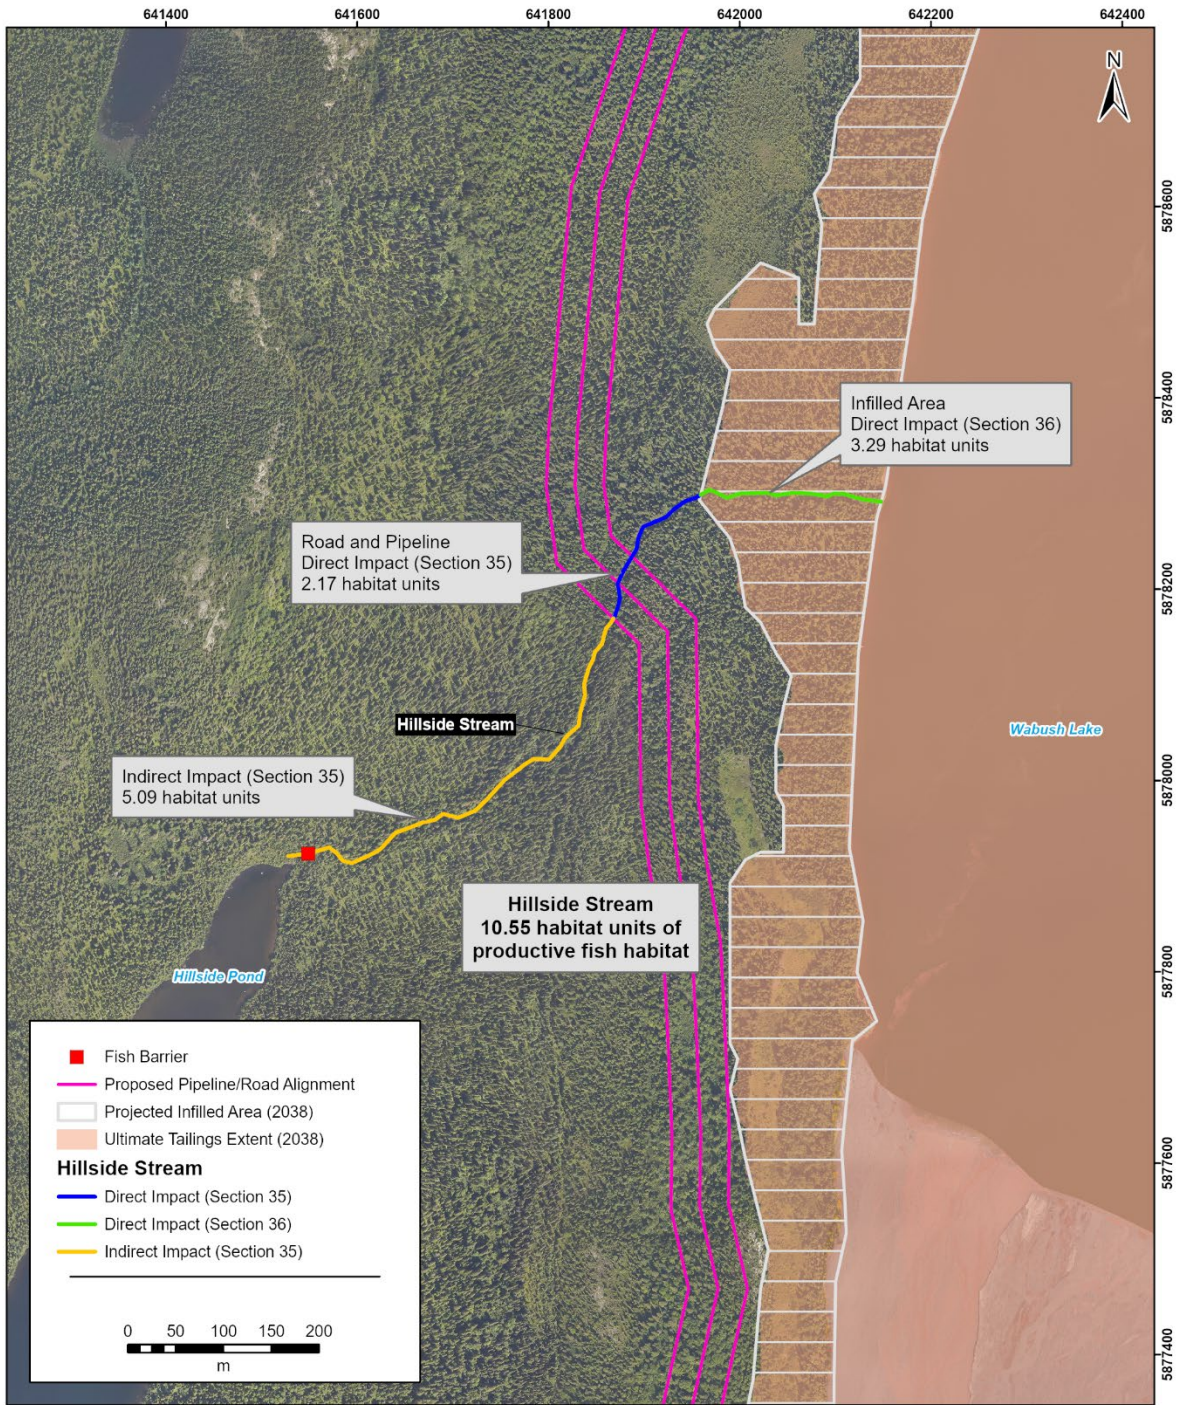 641400 641600 641800 642000 642200 642400
N
5878600
5878400
Infilled Area
Direct Impact (Section 36)
3.29 habitat units
Road and Pipeline
Direct Impact (Section 35)
2.17 habitat units
5878200
Hillside Stream
Wabush Lake
Indirect Impact (Section 35)
5.09 habitat units
5878000
Hillside Stream
10.55 habitat units of
productive fish habitat
Hillside Pond
5877800
Fish Barrier
Proposed Pipeline/Road Alignment
Projected Infilled Area (2038)
Ultimate Tailings Extent (2038)
Hillside Stream
Direct Impact (Section 35)
Direct Impact (Section 36)
Indirect Impact (Section 35)
5877600
0 50 100 150 200
m
5877400